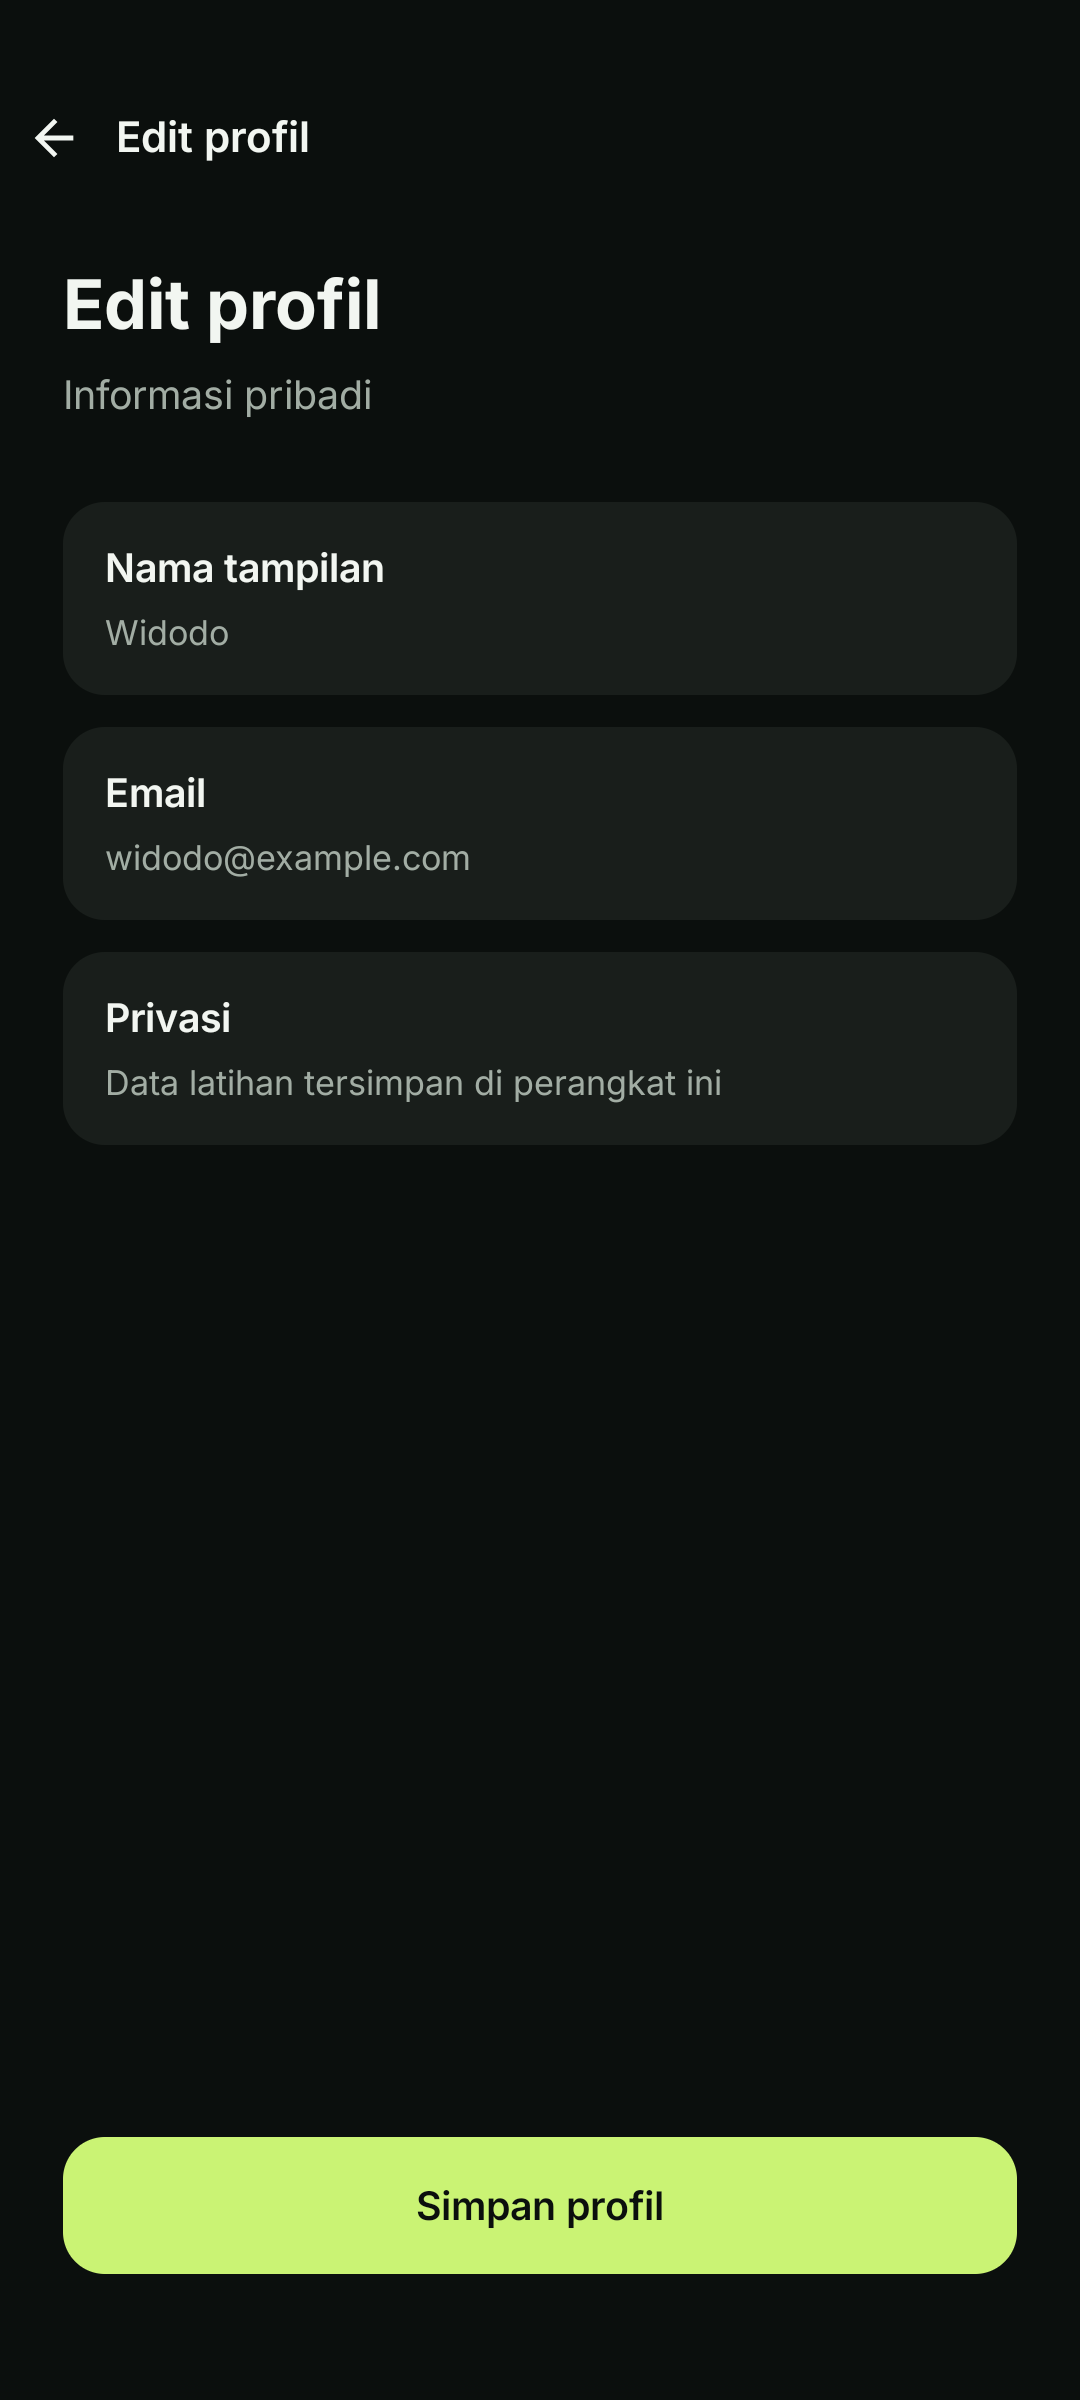 Edit profil
Edit profil
Informasi pribadi
Nama tampilan
Widodo
Email
widodo@example.com
Privasi
Data latihan tersimpan di perangkat ini
Simpan profil